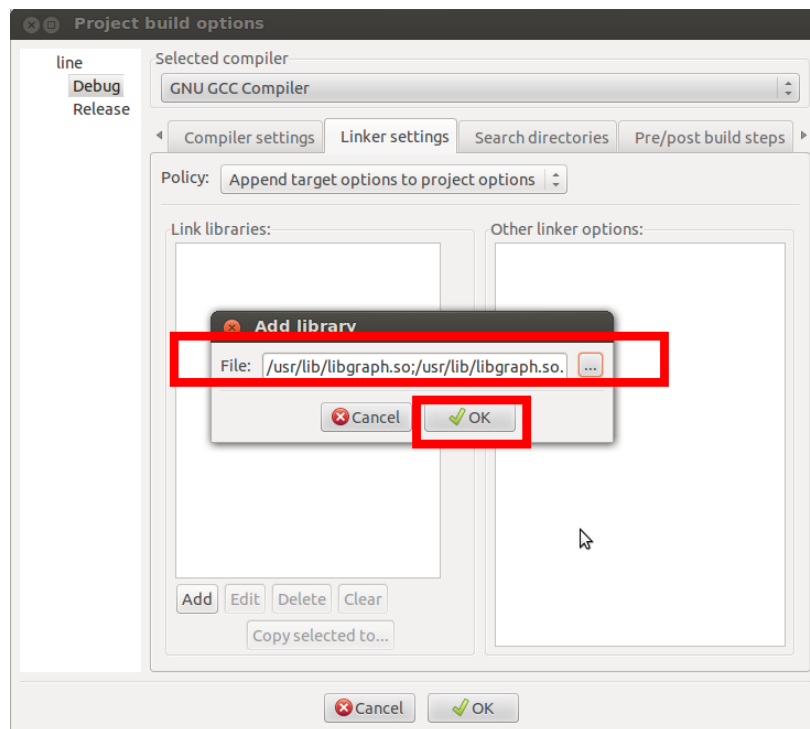 Project build options
line
Debug
Release
Selected compiler
GNU GCC Compiler
Compiler settings
Linker settings
Search directories
Pre/post build steps
Policy:
Append target options to project options
Link libraries:
Other linker options:
Add library
File:
/usr/lib/libgraph.so;/usr/lib/libgraph.so.
...
Cancel
OK
Add
Edit
Delete
Clear
Copy selected to...
Cancel
OK